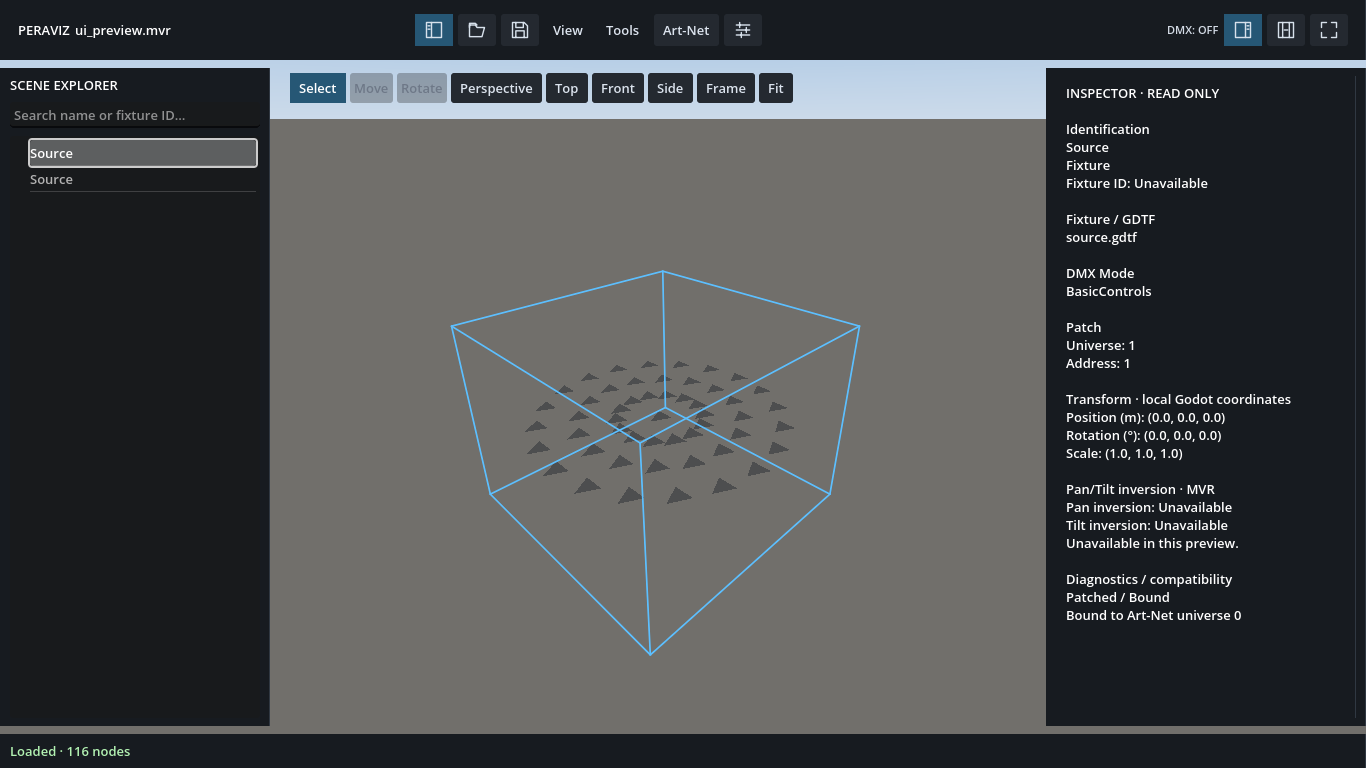 PERAVIZ ui_preview.mvr
View Tools Art-Net
DMX: OFF
SCENE EXPLORER
Search name or fixture ID...
Source
Source
Select Move Rotate Perspective Top Front Side Frame Fit
INSPECTOR · READ ONLY
Identification
Source
Fixture
Fixture ID: Unavailable
Fixture / GDTF
source.gdtf
DMX Mode
BasicControls
Patch
Universe: 1
Address: 1
Transform · local Godot coordinates
Position (m): (0.0, 0.0, 0.0)
Rotation (°): (0.0, 0.0, 0.0)
Scale: (1.0, 1.0, 1.0)
Pan/Tilt inversion · MVR
Pan inversion: Unavailable
Tilt inversion: Unavailable
Unavailable in this preview.
Diagnostics / compatibility
Patched / Bound
Bound to Art-Net universe 0
Loaded · 116 nodes